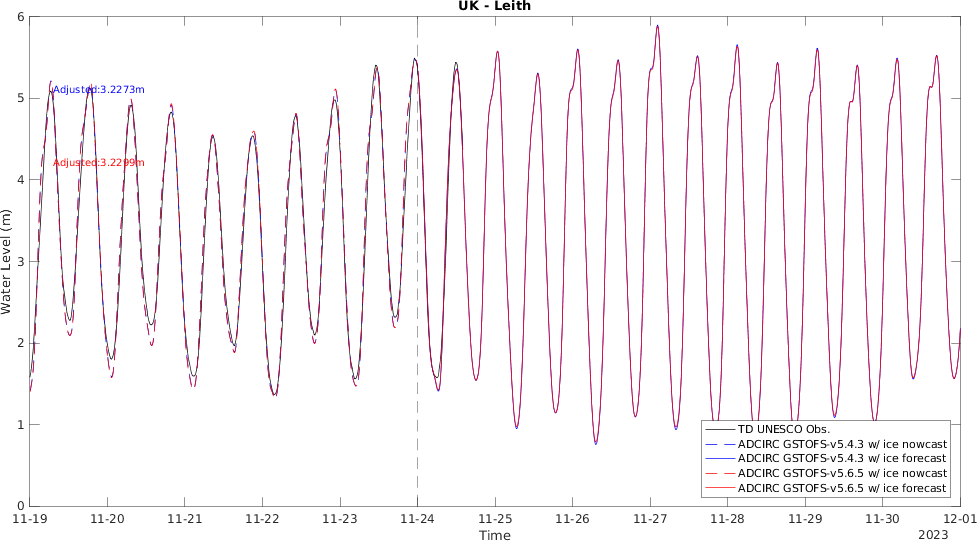 UK - Leith
6
5
4
3
2
1
0
Water Level (m)
Adjusted:3.2273m
Adjusted:3.2299m
TD UNESCO Obs.
ADCIRC GSTOFS-v5.4.3 w/ ice nowcast
ADCIRC GSTOFS-v5.4.3 w/ ice forecast
ADCIRC GSTOFS-v5.6.5 w/ ice nowcast
ADCIRC GSTOFS-v5.6.5 w/ ice forecast
11-19 11-20 11-21 11-22 11-23 11-24 11-25 11-26 11-27 11-28 11-29 11-30 12-01
Time
2023